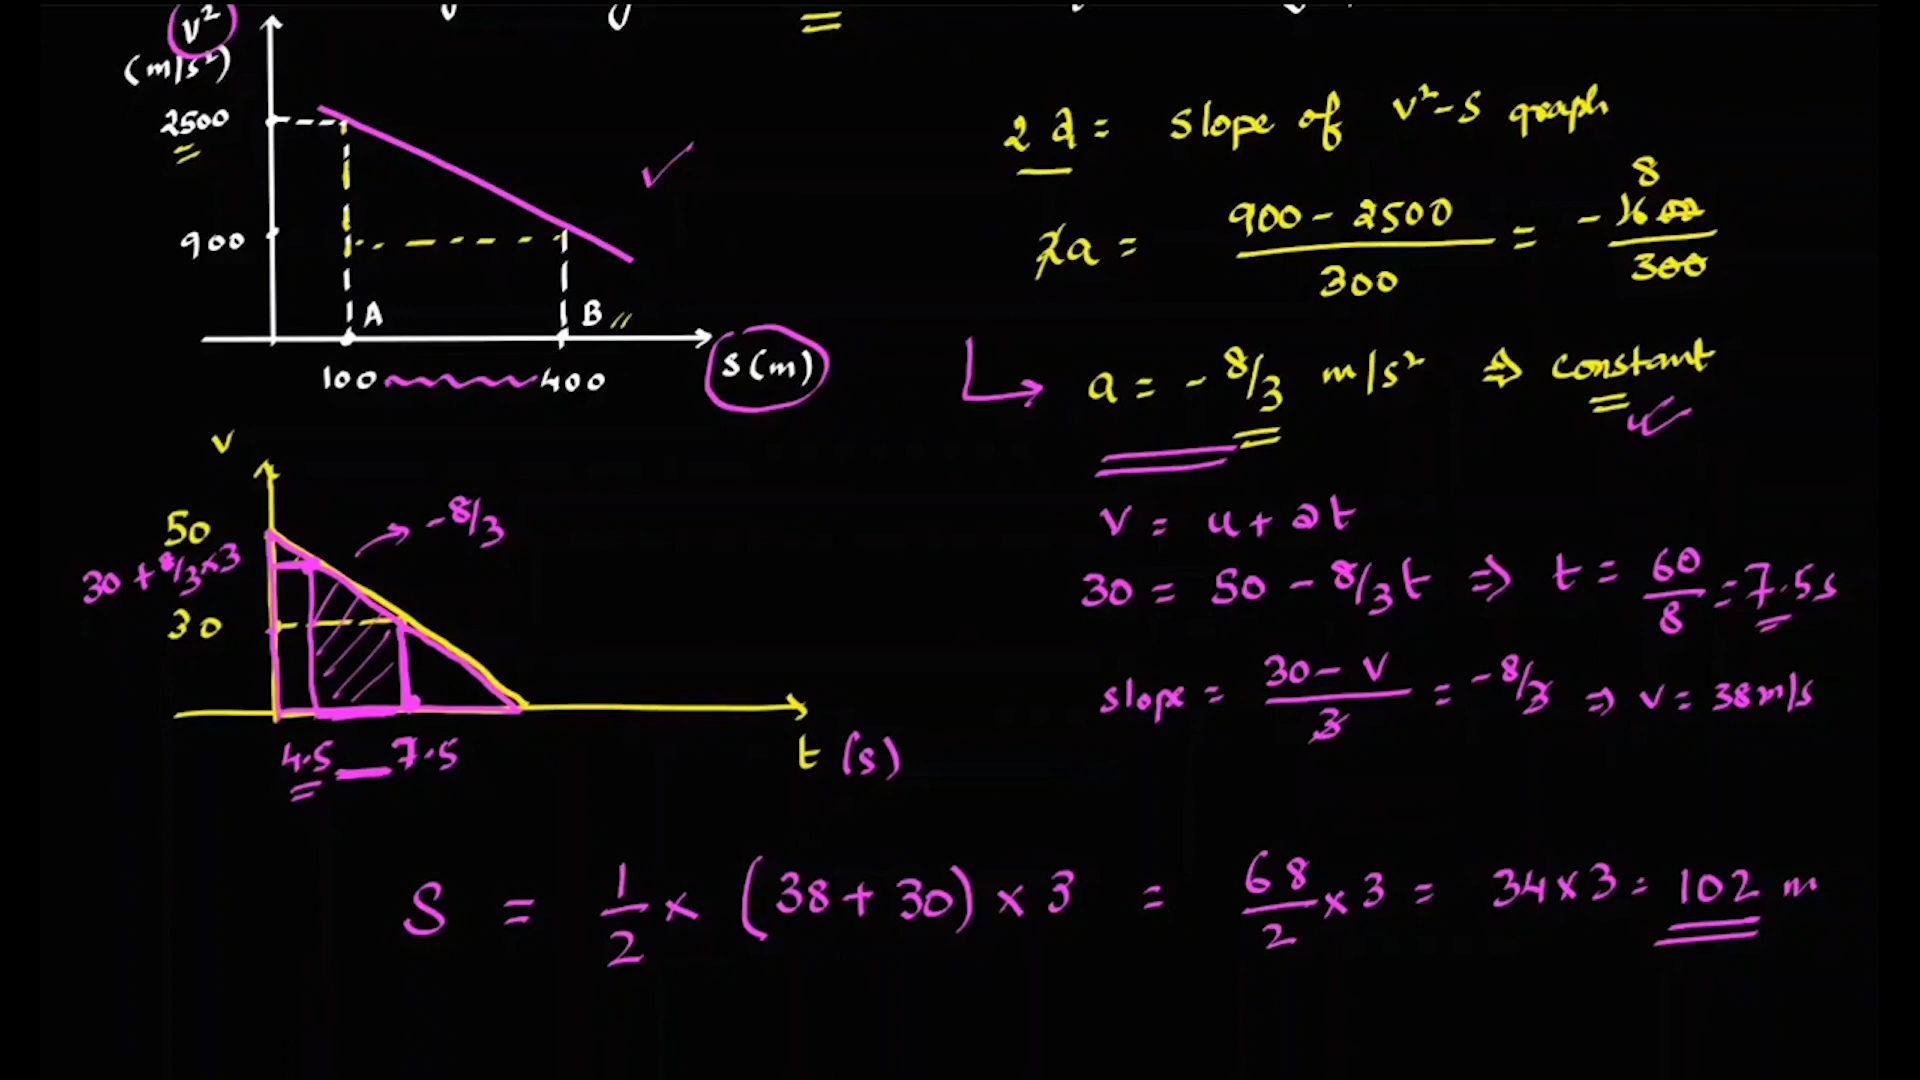 v²
(m/s²)
2500
900
A
B
100
400
s(m)
2a = slope of v²-s graph
2a = 900 - 2500 / 300 = - 1600 / 300
8
a = - 8/3 m/s² ⇒ constant
v
50
30 + 8/3 × 3
30
- 8/3
4.5 7.5
t (s)
v = u + at
30 = 50 - 8/3 t ⇒ t = 60 / 8 = 7.5s
slope = 30 - v / 3 = - 8/3 ⇒ v = 38 m/s
S = 1/2 × (38 + 30) × 3 = 68/2 × 3 = 34 × 3 = 102 m